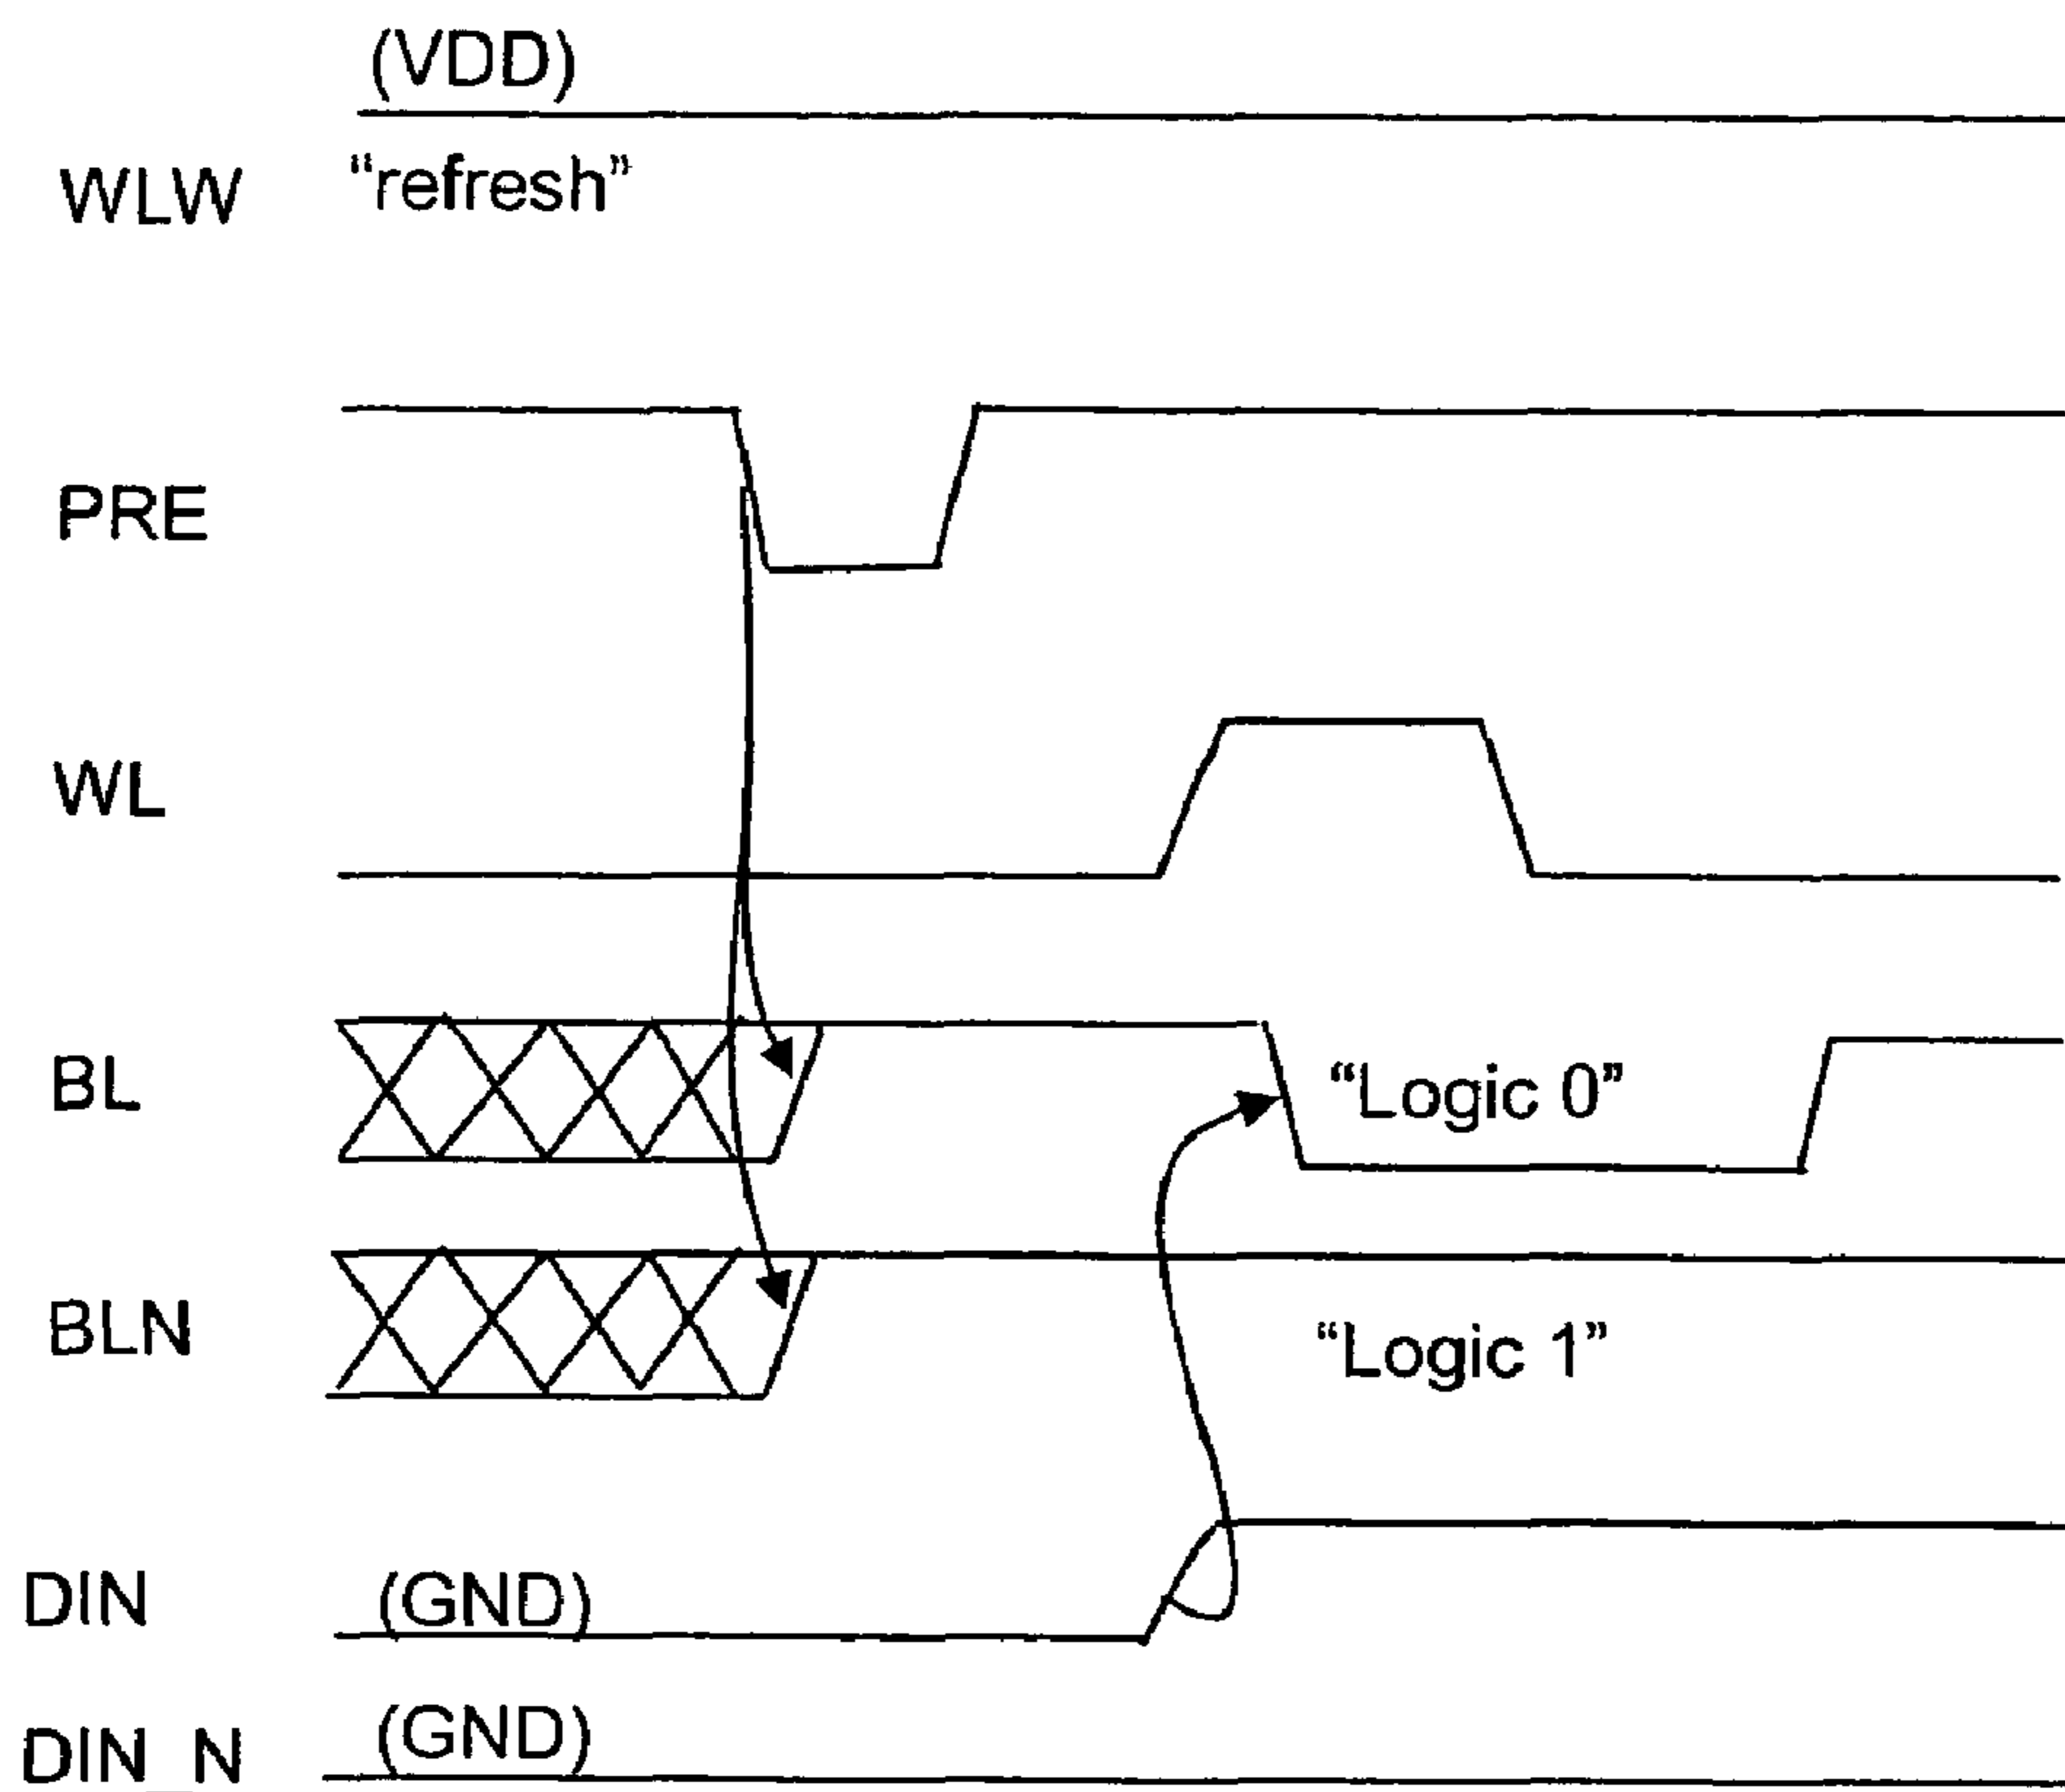 (VDD)
WLW "refresh"
PRE
WL
BL "Logic 0"
BLN "Logic 1"
DIN (GND)
DIN_N (GND)